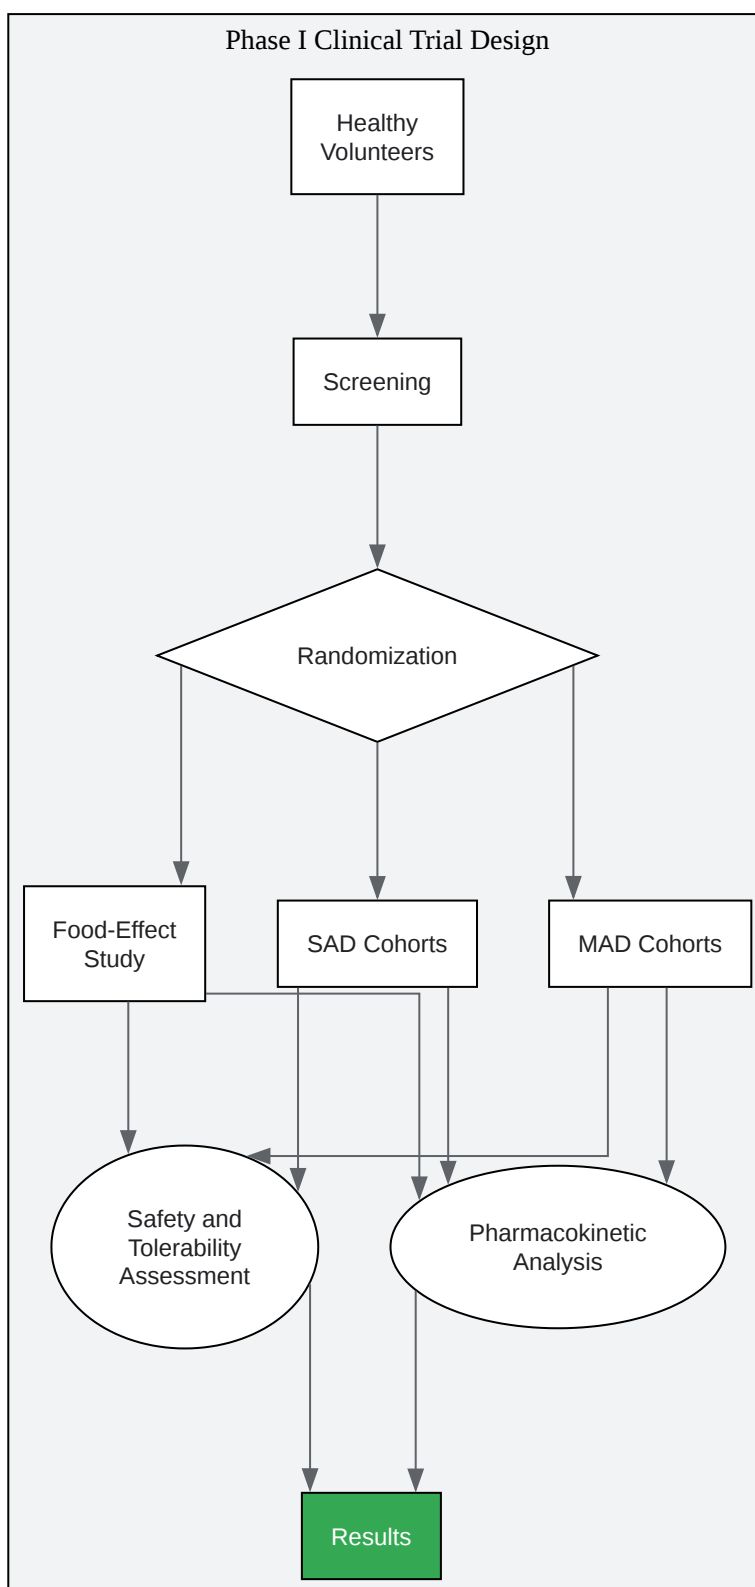 Phase I Clinical Trial Design
Healthy
Volunteers
Screening
Randomization
Food-Effect
Study
SAD Cohorts
MAD Cohorts
Safety and
Tolerability
Assessment
Pharmacokinetic
Analysis
Results